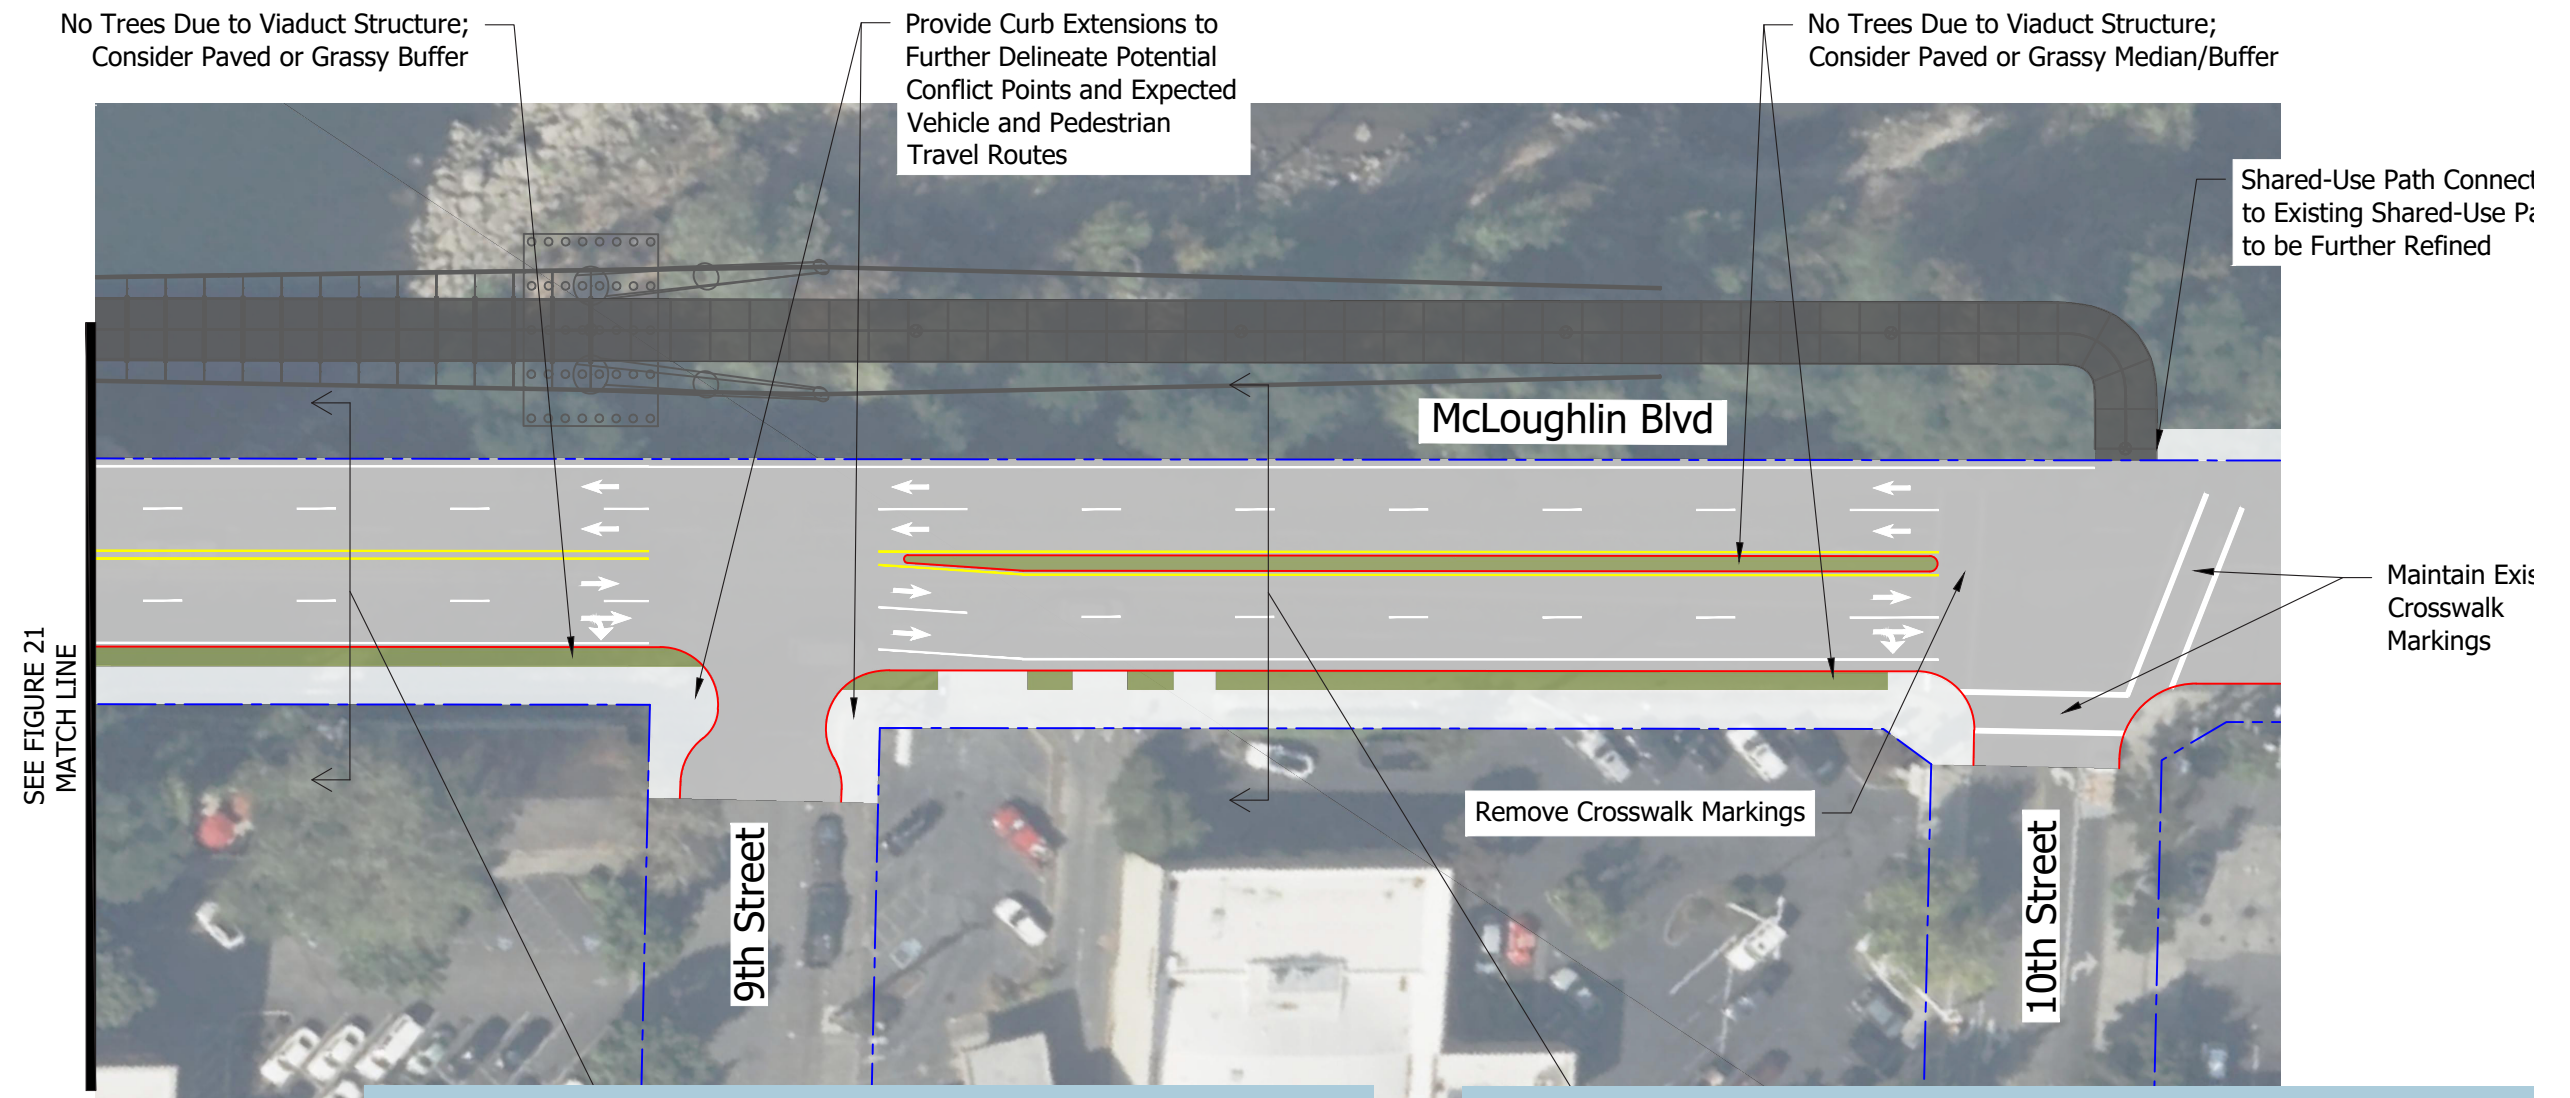 No Trees Due to Viaduct Structure;
Consider Paved or Grassy Buffer
Provide Curb Extensions to
Further Delineate Potential
Conflict Points and Expected
Vehicle and Pedestrian
Travel Routes
No Trees Due to Viaduct Structure;
Consider Paved or Grassy Median/Buffer
Shared-Use Path Connect
to Existing Shared-Use Pa
to be Further Refined
McLoughlin Blvd
Maintain Exis
Crosswalk
Markings
SEE FIGURE 21
MATCH LINE
Remove Crosswalk Markings
9th Street
10th Street